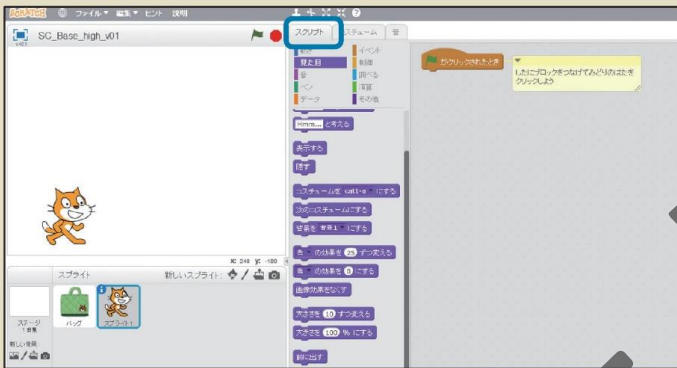 SCRATCH ファイル▼ 編集▼ ヒント 説明
SC_Base_high_v01
v461
スクリプト コスチューム 音
動き イベント
見た目 制御
音 調べる
ペン 演算
データ その他
Hmm... と考える
表示する
隠す
コスチュームを にする
次のコスチュームにする
背景を 背景1 にする
色 の効果を 25 ずつ変える
色 の効果を 0 にする
画像効果をなくす
大きさを 10 ずつ変える
大きさを 100 % にする
前に出す
がクリックされたとき
したにブロックをつなげてみどりのはたを
クリックしよう
x: 240 y: -180
スプライト 新しいスプライト:
ステージ
1 背景
新しい背景:
バッグ
スプライト1